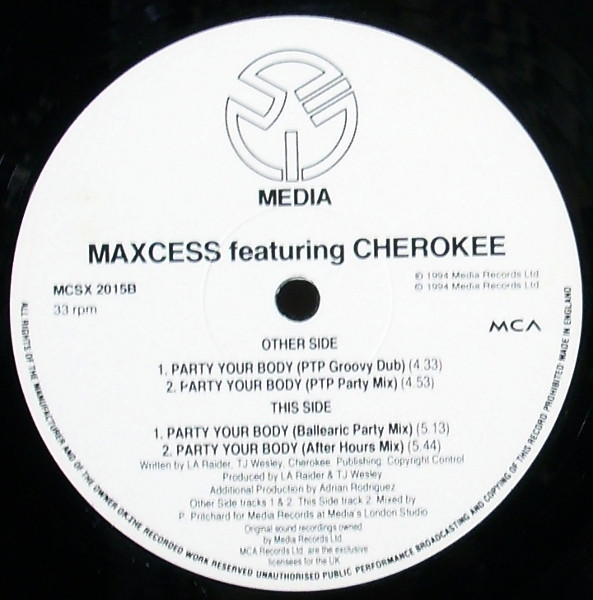 MEDIA
MAXCESS featuring CHEROKEE
MCSX 2015B
33 rpm
℗ 1994 Media Records Ltd
© 1994 Media Records Ltd
MCA
OTHER SIDE
1. PARTY YOUR BODY (PTP Groovy Dub) (4.33)
2. PARTY YOUR BODY (PTP Party Mix) (4.53)
THIS SIDE
1. PARTY YOUR BODY (Ballearic Party Mix) (5.13)
2. PARTY YOUR BODY (After Hours Mix) (5.44)
Written by LA Raider, TJ Wesley, Cherokee. Publishing: Copyright Control
Produced by LA Raider & TJ Wesley
Additional Production by Adrian Rodriguez
Other Side tracks 1 & 2. This Side track 2. Mixed by
P. Pritchard for Media Records at Media's London Studio
Original sound recordings owned
by Media Records Ltd.
MCA Records Ltd. are the exclusive
licensees for the UK
ALL RIGHTS OF THE MANUFACTURER AND OF THE OWNER OF THE RECORDED WORK RESERVED UNAUTHORISED PUBLIC PERFORMANCE BROADCASTING AND COPYING OF THIS RECORD PROHIBITED. MADE IN ENGLAND